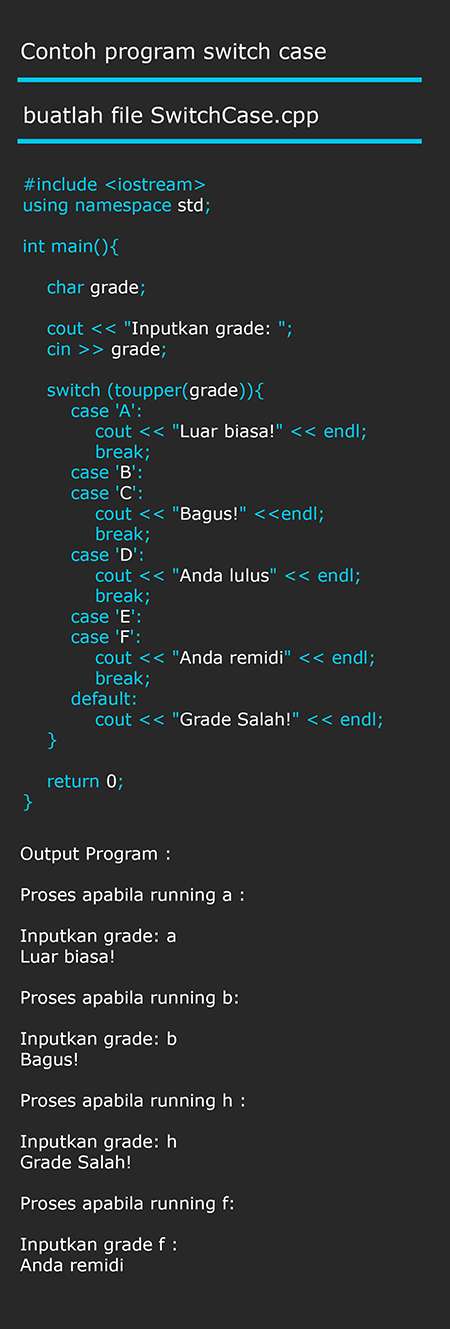 Contoh program switch case
buatlah file SwitchCase.cpp
#include <iostream>
using namespace std;
int main(){
char grade;
cout << "Inputkan grade: ";
cin >> grade;
switch (toupper(grade)){
case 'A':
cout << "Luar biasa!" << endl;
break;
case 'B':
case 'C':
cout << "Bagus!" <<endl;
break;
case 'D':
cout << "Anda lulus" << endl;
break;
case 'E':
case 'F':
cout << "Anda remidi" << endl;
break;
default:
cout << "Grade Salah!" << endl;
}
return 0;
}
Output Program :
Proses apabila running a :
Inputkan grade: a
Luar biasa!
Proses apabila running b:
Inputkan grade: b
Bagus!
Proses apabila running h :
Inputkan grade: h
Grade Salah!
Proses apabila running f:
Inputkan grade f :
Anda remidi